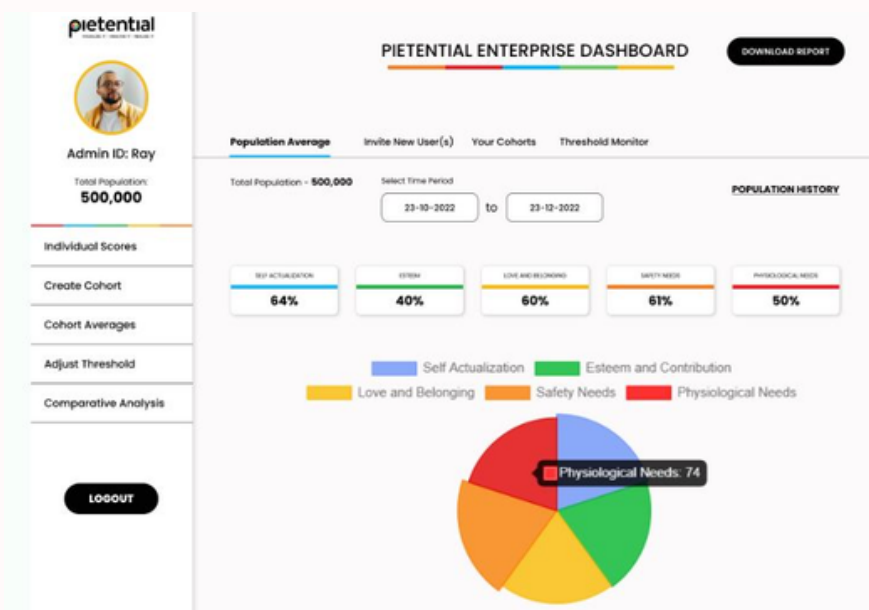 pietential
PIETENTIAL ENTERPRISE DASHBOARD
DOWNLOAD REPORT
Admin ID: Ray
Total Population:
500,000
Individual Scores
Create Cohort
Cohort Averages
Adjust Threshold
Comparative Analysis
LOGOUT
Population Average
Invite New User(s)
Your Cohorts
Threshold Monitor
Total Population - 500,000
Select Time Period
23-10-2022 to 23-12-2022
POPULATION HISTORY
SELF ACTUALIZATION
64%
ESTEEM
40%
LOVE AND BELONGING
60%
SAFETY NEEDS
61%
PHYSIOLOGICAL NEEDS
50%
Self Actualization
Esteem and Contribution
Love and Belonging
Safety Needs
Physiological Needs
Physiological Needs: 74